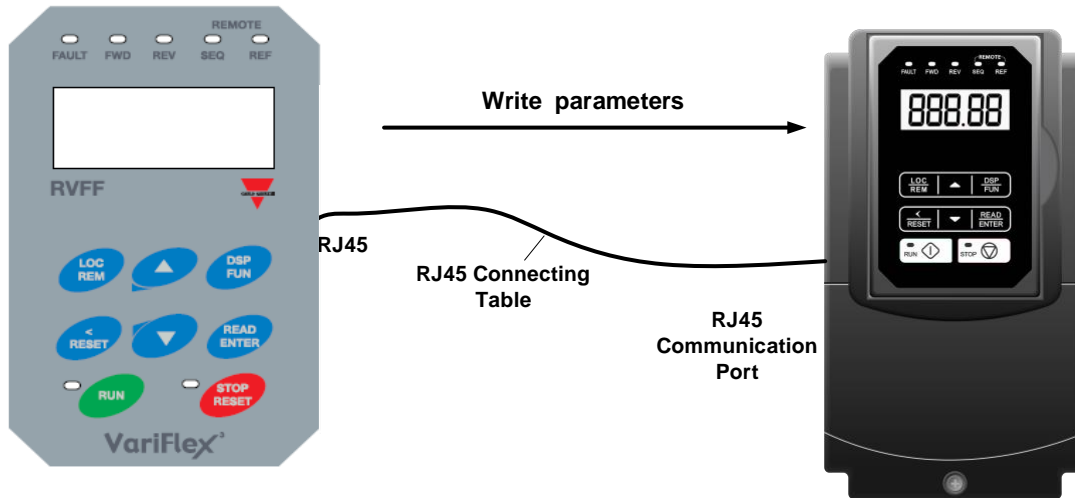 REMOTE
FAULT FWD REV SEQ REF
RVFF
LOC
REM
DSP
FUN
<
RESET
READ
ENTER
RUN
STOP
RESET
VariFlex³
Write parameters
RJ45
RJ45 Connecting
Table
RJ45
Communication
Port
REMOTE
FAULT FWD REV SEQ REF
888.88
LOC
REM
DSP
FUN
<
RESET
READ
ENTER
RUN
STOP